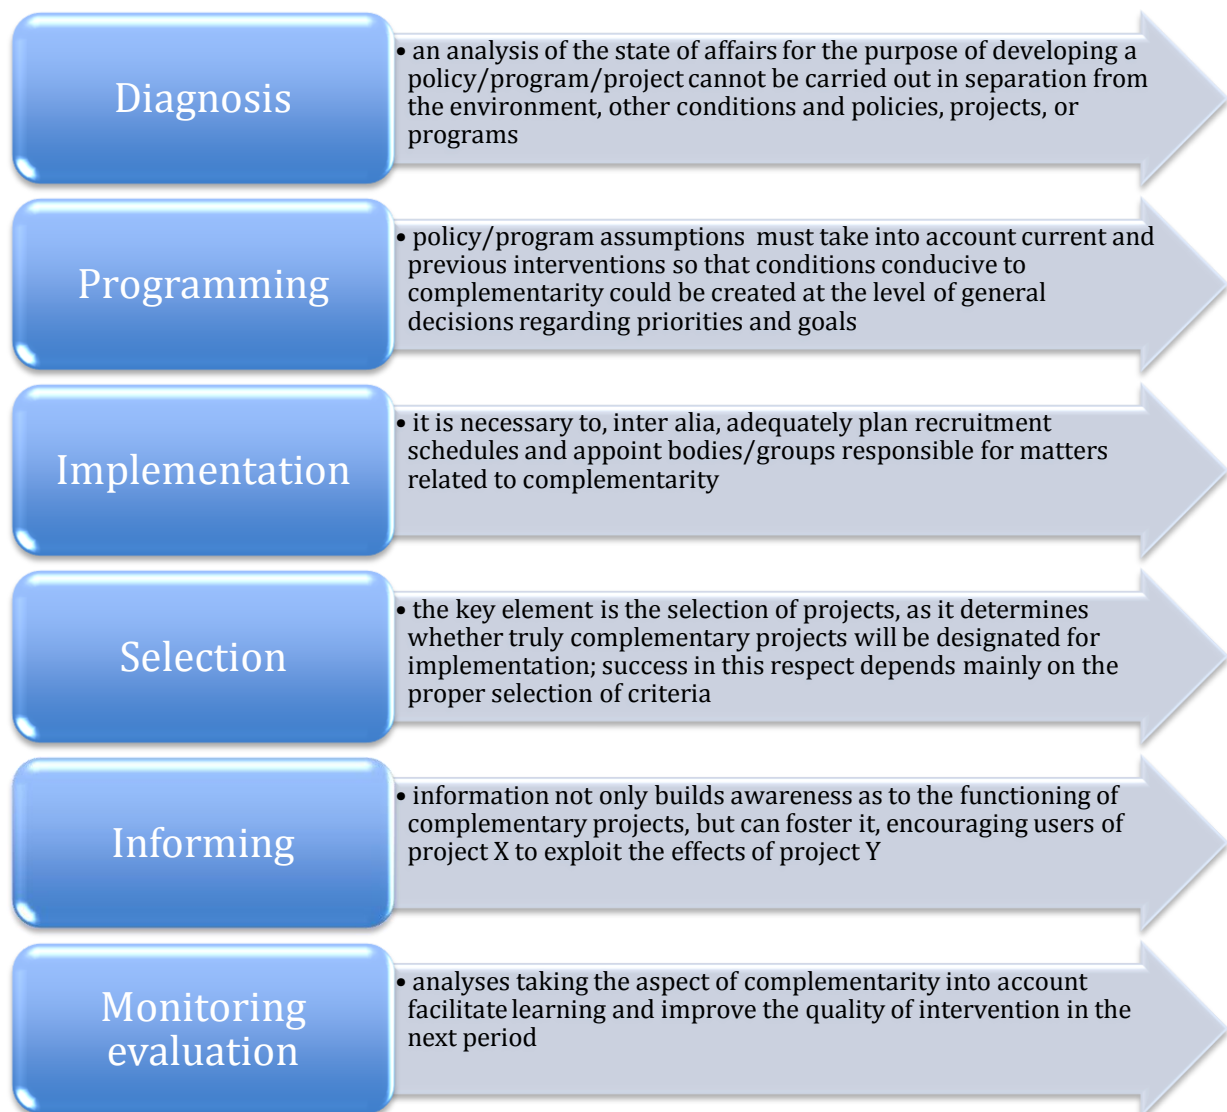 Diagnosis
• an analysis of the state of affairs for the purpose of developing a
policy/program/project cannot be carried out in separation from
the environment, other conditions and policies, projects, or
programs
Programming
• policy/program assumptions must take into account current and
previous interventions so that conditions conducive to
complementarity could be created at the level of general
decisions regarding priorities and goals
Implementation
• it is necessary to, inter alia, adequately plan recruitment
schedules and appoint bodies/groups responsible for matters
related to complementarity
Selection
• the key element is the selection of projects, as it determines
whether truly complementary projects will be designated for
implementation; success in this respect depends mainly on the
proper selection of criteria
Informing
• information not only builds awareness as to the functioning of
complementary projects, but can foster it, encouraging users of
project X to exploit the effects of project Y
Monitoring
evaluation
• analyses taking the aspect of complementarity into account
facilitate learning and improve the quality of intervention in the
next period